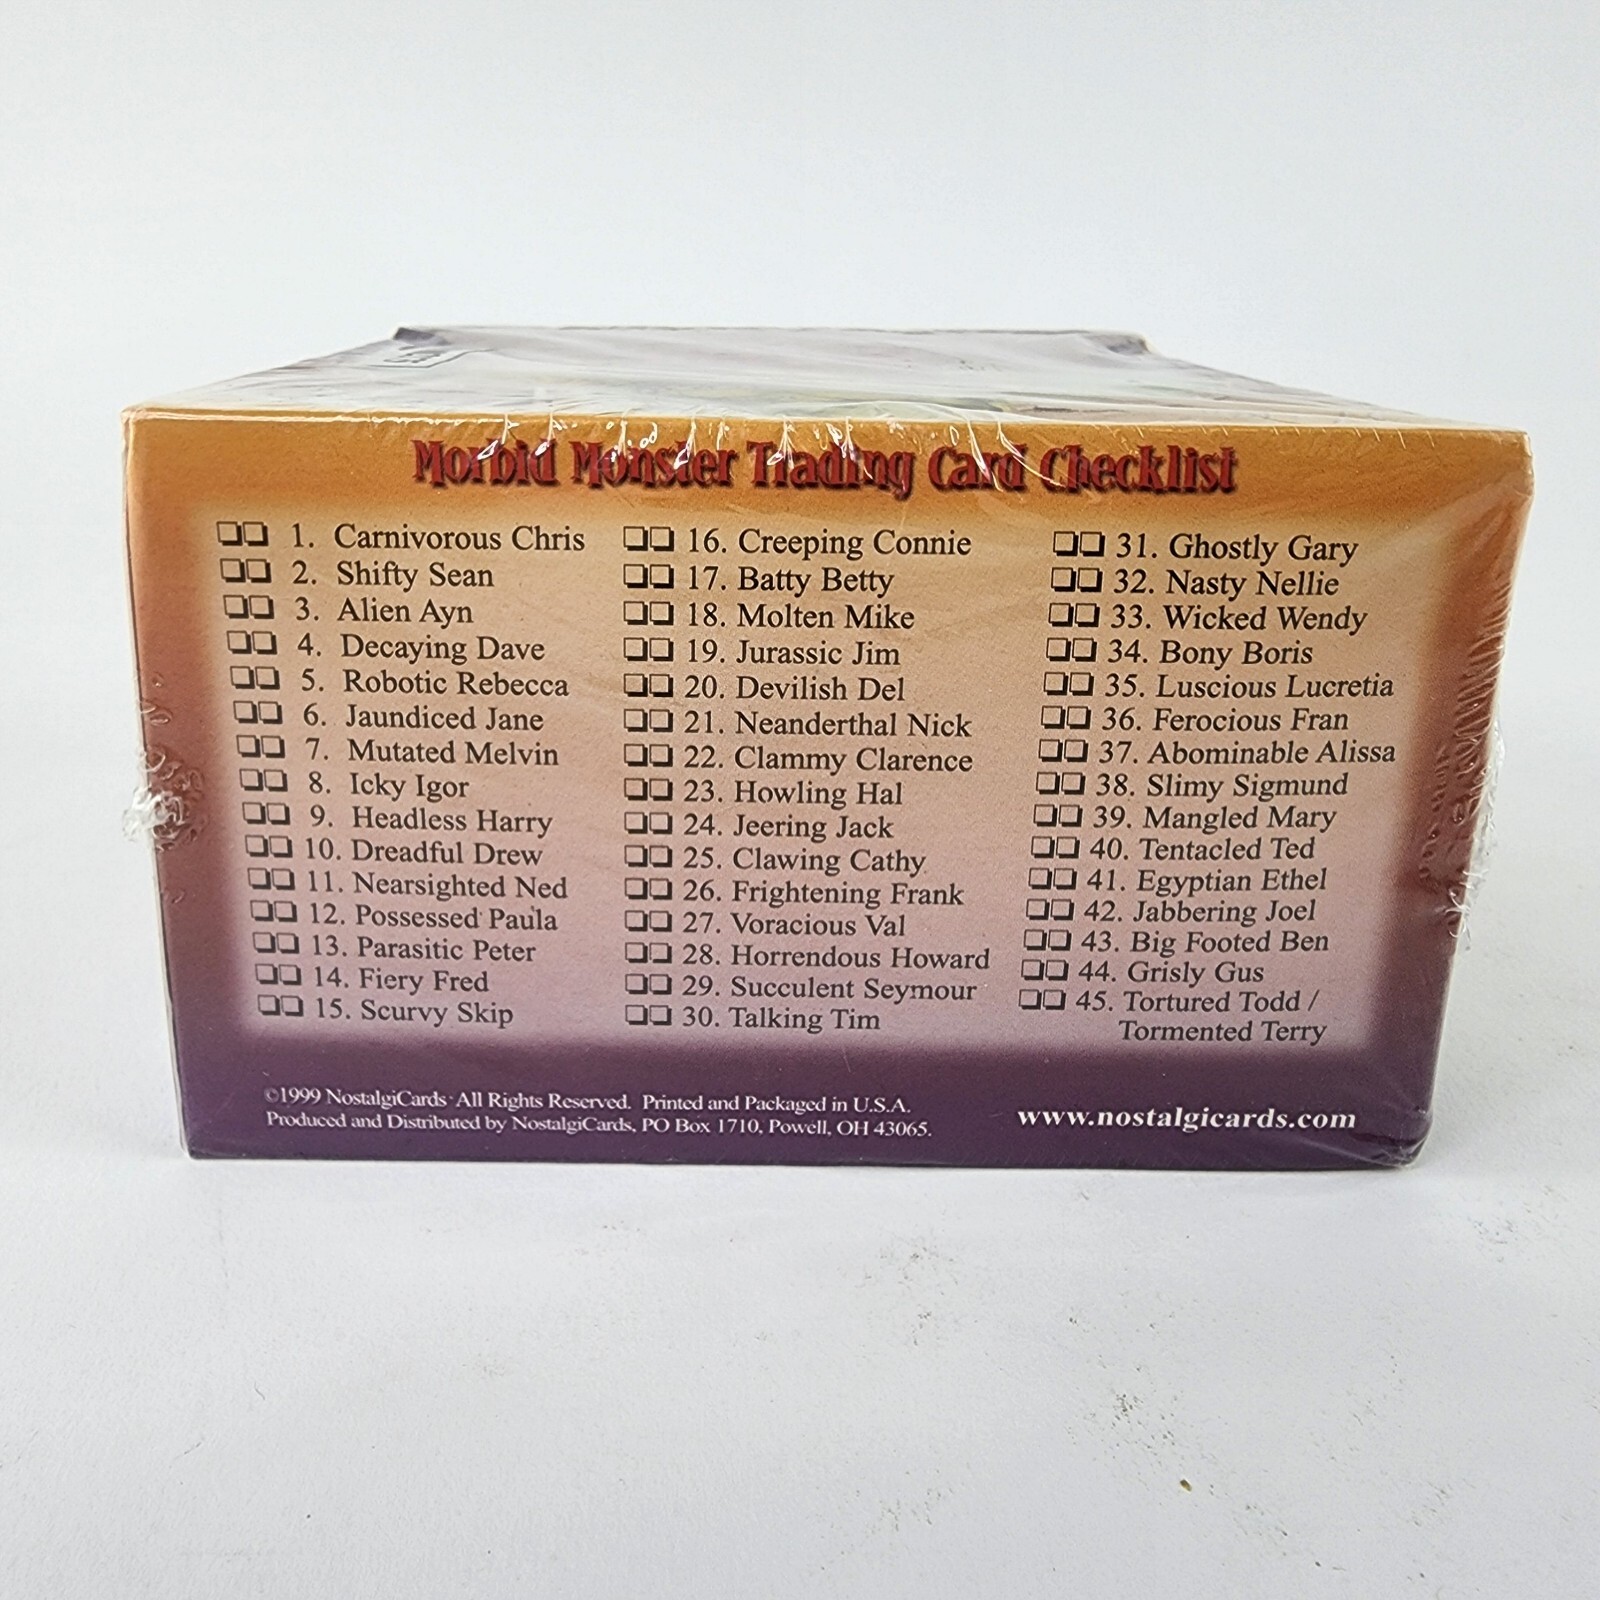 Morbid Monster Trading Card Checklist
1. Carnivorous Chris
2. Shifty Sean
3. Alien Ayn
4. Decaying Dave
5. Robotic Rebecca
6. Jaundiced Jane
7. Mutated Melvin
8. Icky Igor
9. Headless Harry
10. Dreadful Drew
11. Nearsighted Ned
12. Possessed Paula
13. Parasitic Peter
14. Fiery Fred
15. Scurvy Skip
16. Creeping Connie
17. Batty Betty
18. Molten Mike
19. Jurassic Jim
20. Devilish Del
21. Neanderthal Nick
22. Clammy Clarence
23. Howling Hal
24. Jeering Jack
25. Clawing Cathy
26. Frightening Frank
27. Voracious Val
28. Horrendous Howard
29. Succulent Seymour
30. Talking Tim
31. Ghostly Gary
32. Nasty Nellie
33. Wicked Wendy
34. Bony Boris
35. Luscious Lucretia
36. Ferocious Fran
37. Abominable Alissa
38. Slimy Sigmund
39. Mangled Mary
40. Tentacled Ted
41. Egyptian Ethel
42. Jabbering Joel
43. Big Footed Ben
44. Grisly Gus
45. Tortured Todd /
Tormented Terry
©1999 NostalgiCards All Rights Reserved. Printed and Packaged in U.S.A.
Produced and Distributed by NostalgiCards, PO Box 1710, Powell, OH 43065.
www.nostalgicards.com